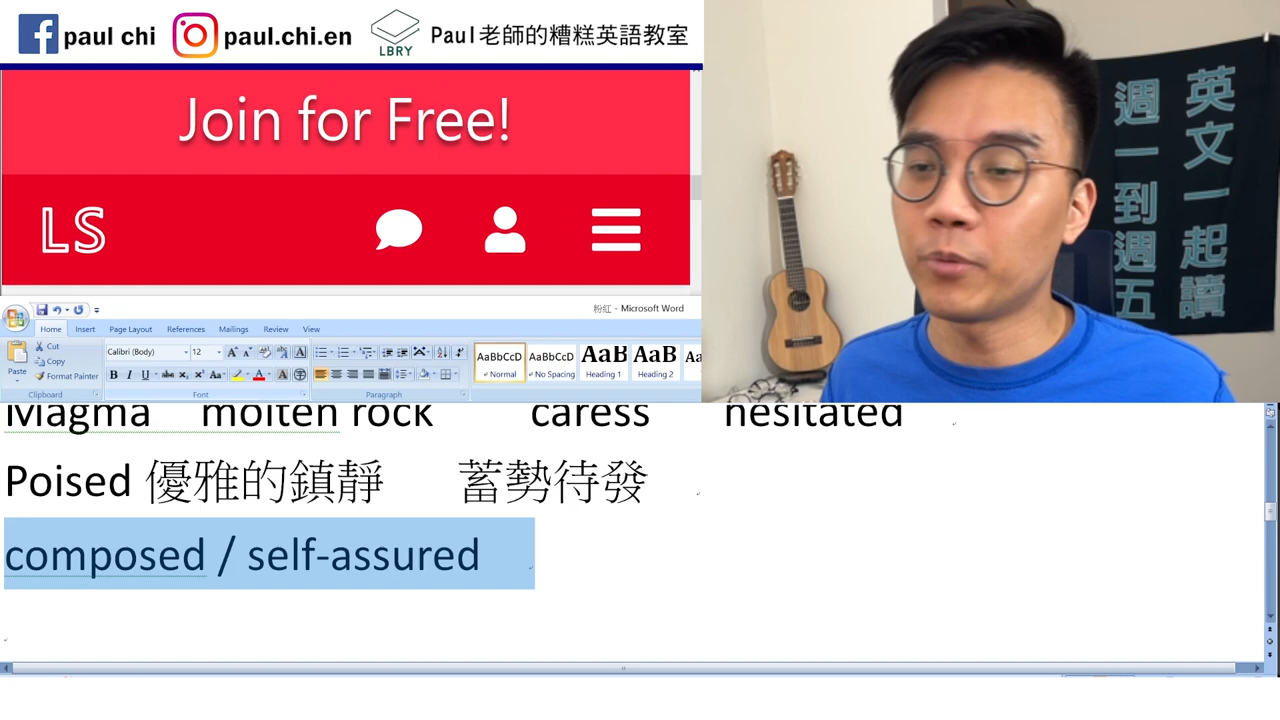 paul chi paul.chi.en LBRY Paul老師的糟糕英語教室
Join for Free!
LS
粉紅 - Microsoft Word
Home Insert Page Layout References Mailings Review View
Cut
Copy
Format Painter
Paste
Clipboard
Calibri (Body) 12
Font
Paragraph
AaBbCcD AaBbCcD AaBb AaBb Aa
Normal No Spacing Heading 1 Heading 2
Magma molten rock caress hesitated
Poised 優雅的鎮靜 蓄勢待發
composed / self-assured
英文一起讀
週一到週五